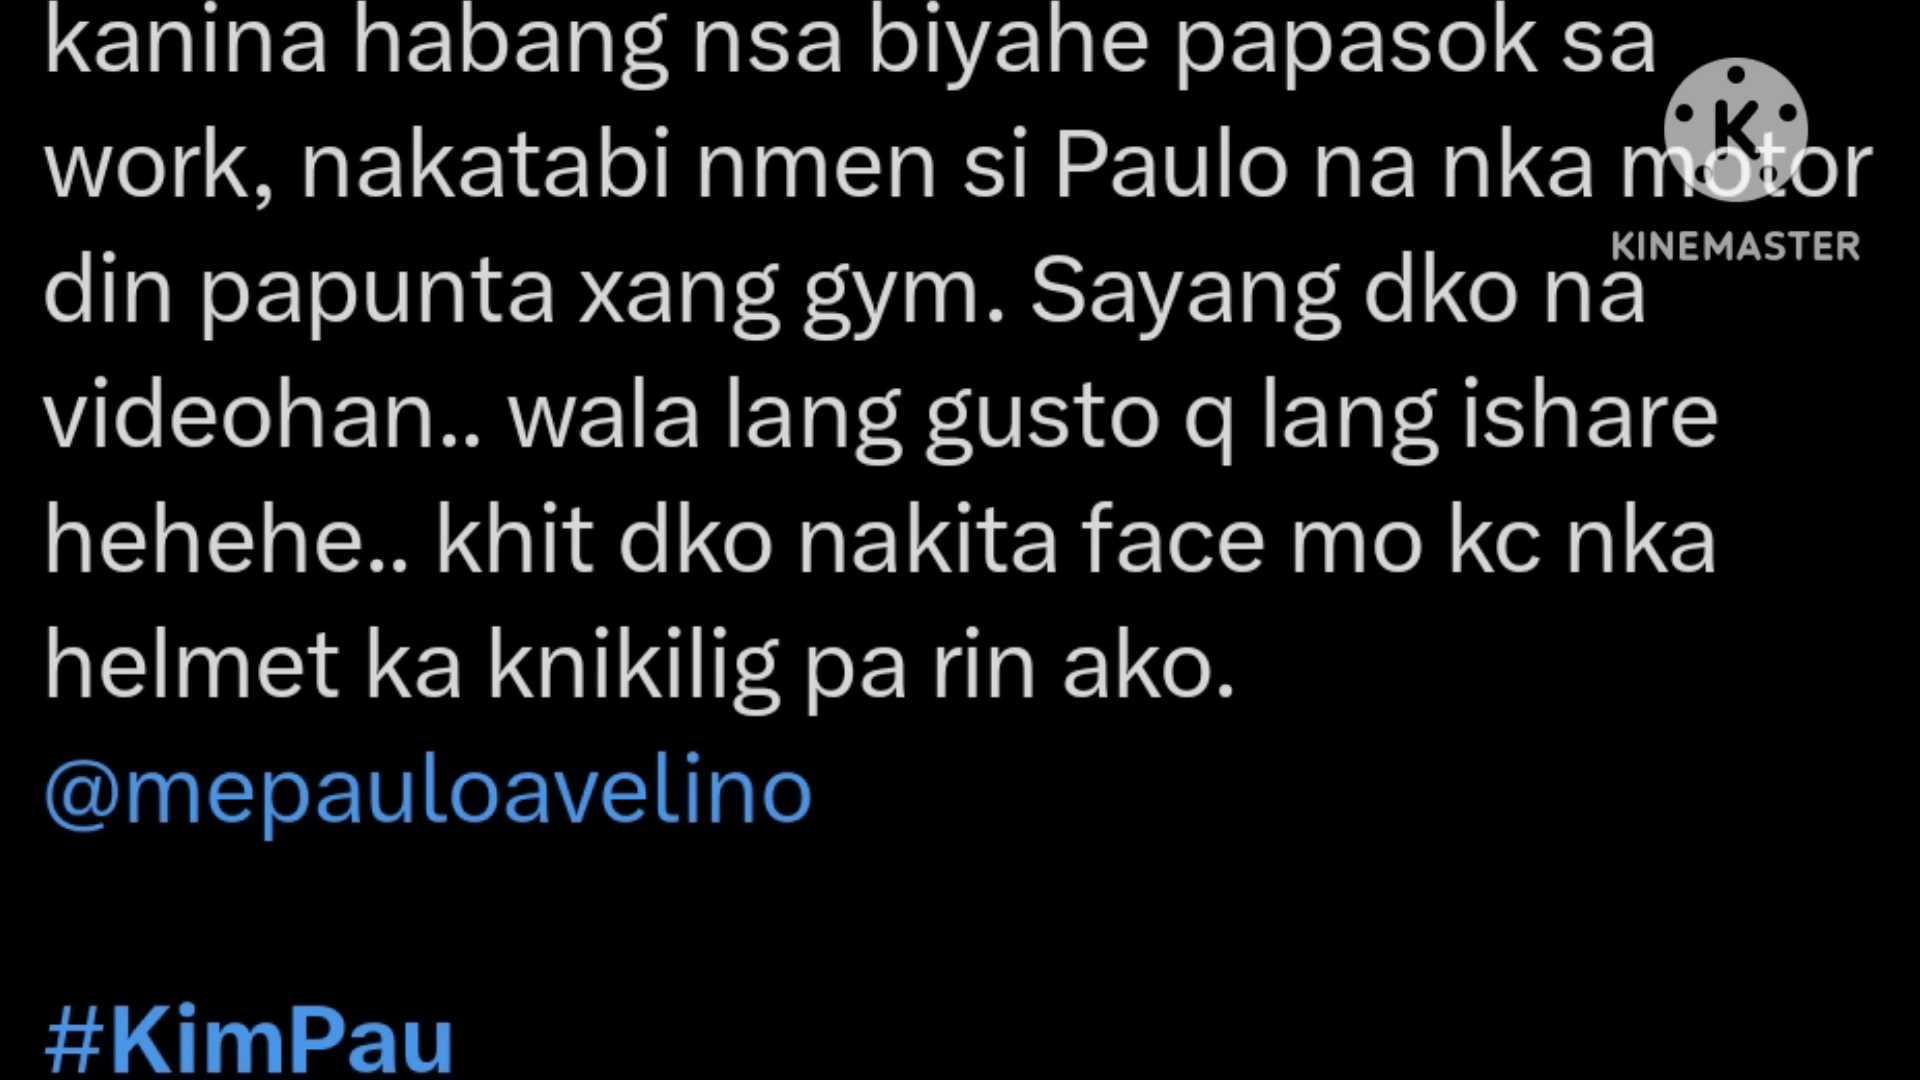 kanina habang nsa biyahe papasok sa
work, nakatabi nmen si Paulo na nka motor
din papunta xang gym. Sayang dko na
videohan.. wala lang gusto q lang ishare
hehehe.. khit dko nakita face mo kc nka
helmet ka knikilig pa rin ako.
@mepauloavelino
#KimPau
K
KINEMASTER